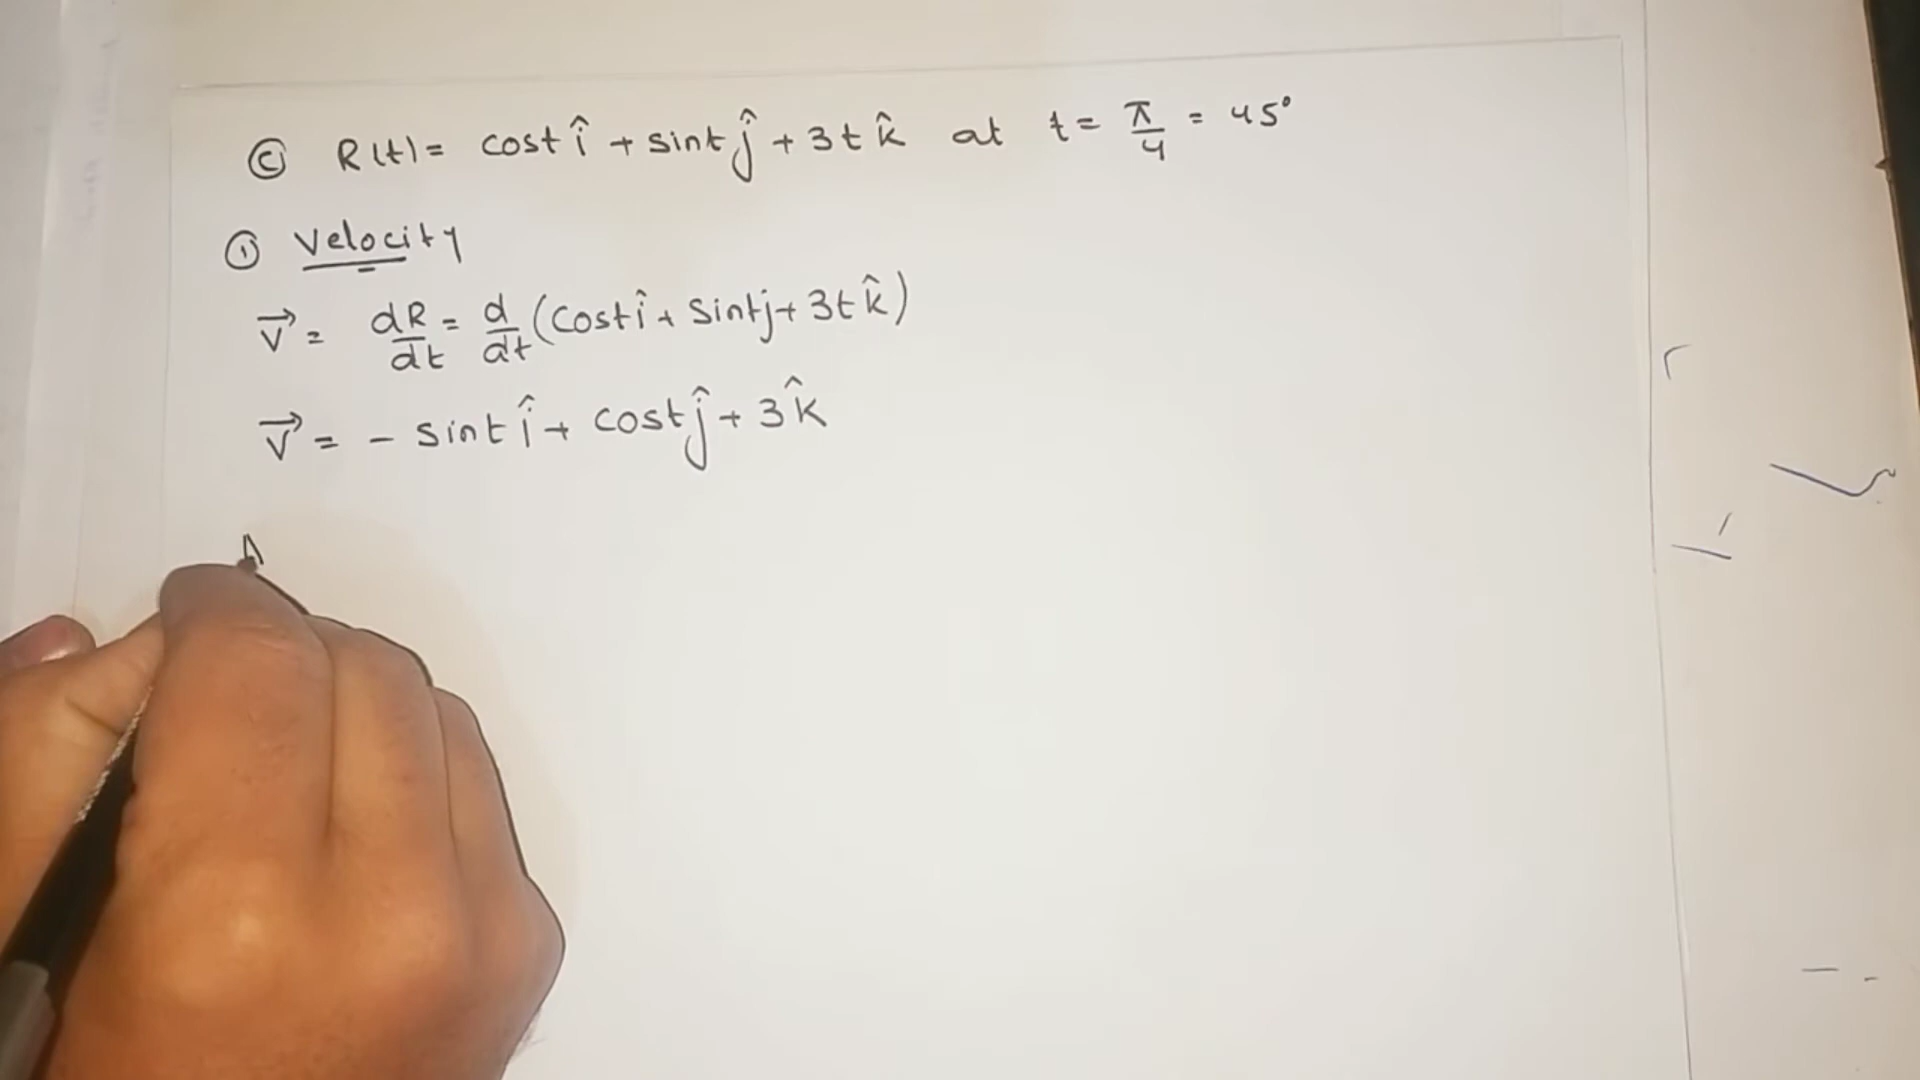 ⓒ R(t) = cost î + sint ĵ + 3t k̂ at t = π/4 = 45°
① Velocity
v⃗ = dR/dt = d/dt (cost î + sint j + 3t k̂)
v⃗ = - sint î + cost ĵ + 3 k̂
A